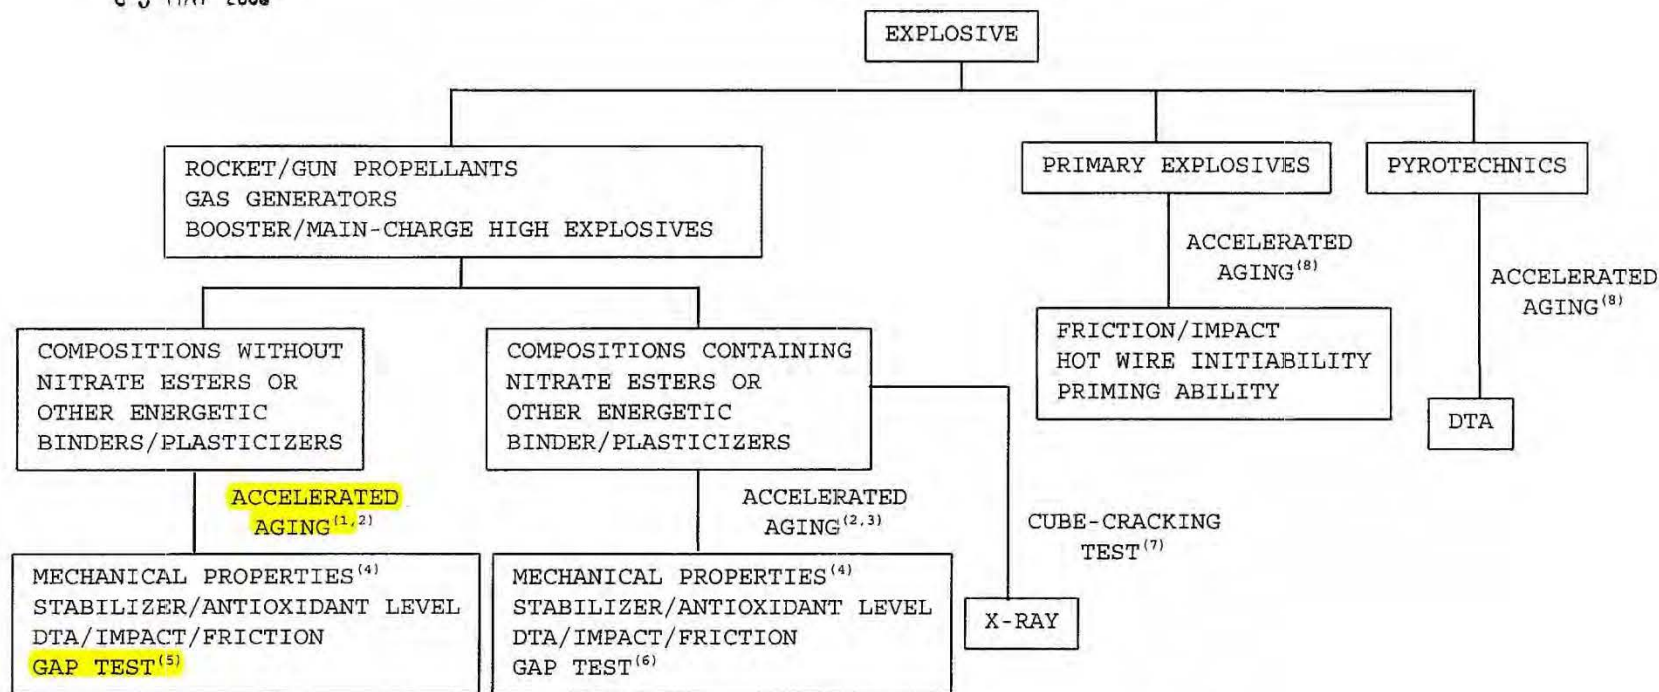 EXPLOSIVE
ROCKET/GUN PROPELLANTS
GAS GENERATORS
BOOSTER/MAIN-CHARGE HIGH EXPLOSIVES
PRIMARY EXPLOSIVES
PYROTECHNICS
ACCELERATED
AGING(8)
ACCELERATED
AGING(8)
COMPOSITIONS WITHOUT
NITRATE ESTERS OR
OTHER ENERGETIC
BINDERS/PLASTICIZERS
COMPOSITIONS CONTAINING
NITRATE ESTERS OR
OTHER ENERGETIC
BINDER/PLASTICIZERS
FRICTION/IMPACT
HOT WIRE INITIABILITY
PRIMING ABILITY
DTA
ACCELERATED
AGING(1,2)
ACCELERATED
AGING(2,3)
CUBE-CRACKING
TEST(7)
MECHANICAL PROPERTIES(4)
STABILIZER/ANTIOXIDANT LEVEL
DTA/IMPACT/FRICTION
GAP TEST(5)
MECHANICAL PROPERTIES(4)
STABILIZER/ANTIOXIDANT LEVEL
DTA/IMPACT/FRICTION
GAP TEST(6)
X-RAY